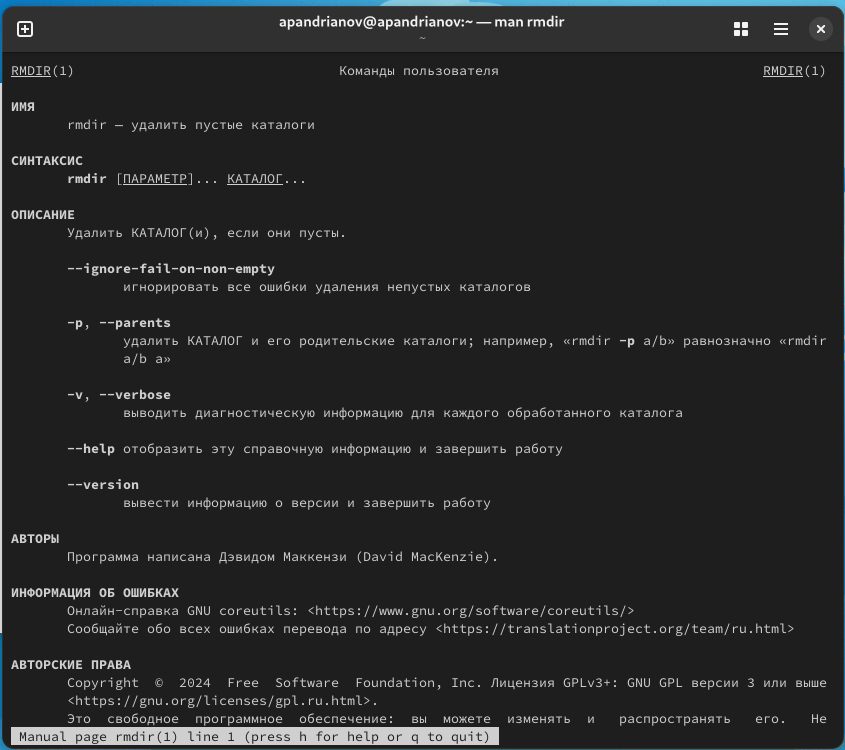 apandrianov@apandrianov:~ — man rmdir
~
RMDIR(1) Команды пользователя RMDIR(1)
ИМЯ
rmdir — удалить пустые каталоги
СИНТАКСИС
rmdir [ПАРАМЕТР]... КАТАЛОГ...
ОПИСАНИЕ
Удалить КАТАЛОГ(и), если они пусты.
--ignore-fail-on-non-empty
игнорировать все ошибки удаления непустых каталогов
-p, --parents
удалить КАТАЛОГ и его родительские каталоги; например, «rmdir -p a/b» равнозначно «rmdir
a/b a»
-v, --verbose
выводить диагностическую информацию для каждого обработанного каталога
--help отобразить эту справочную информацию и завершить работу
--version
вывести информацию о версии и завершить работу
АВТОРЫ
Программа написана Дэвидом Маккензи (David MacKenzie).
ИНФОРМАЦИЯ ОБ ОШИБКАХ
Онлайн-справка GNU coreutils: <https://www.gnu.org/software/coreutils/>
Сообщайте обо всех ошибках перевода по адресу <https://translationproject.org/team/ru.html>
АВТОРСКИЕ ПРАВА
Copyright © 2024 Free Software Foundation, Inc. Лицензия GPLv3+: GNU GPL версии 3 или выше
<https://gnu.org/licenses/gpl.ru.html>.
Это свободное программное обеспечение: вы можете изменять и распространять его. Не
Manual page rmdir(1) line 1 (press h for help or q to quit)